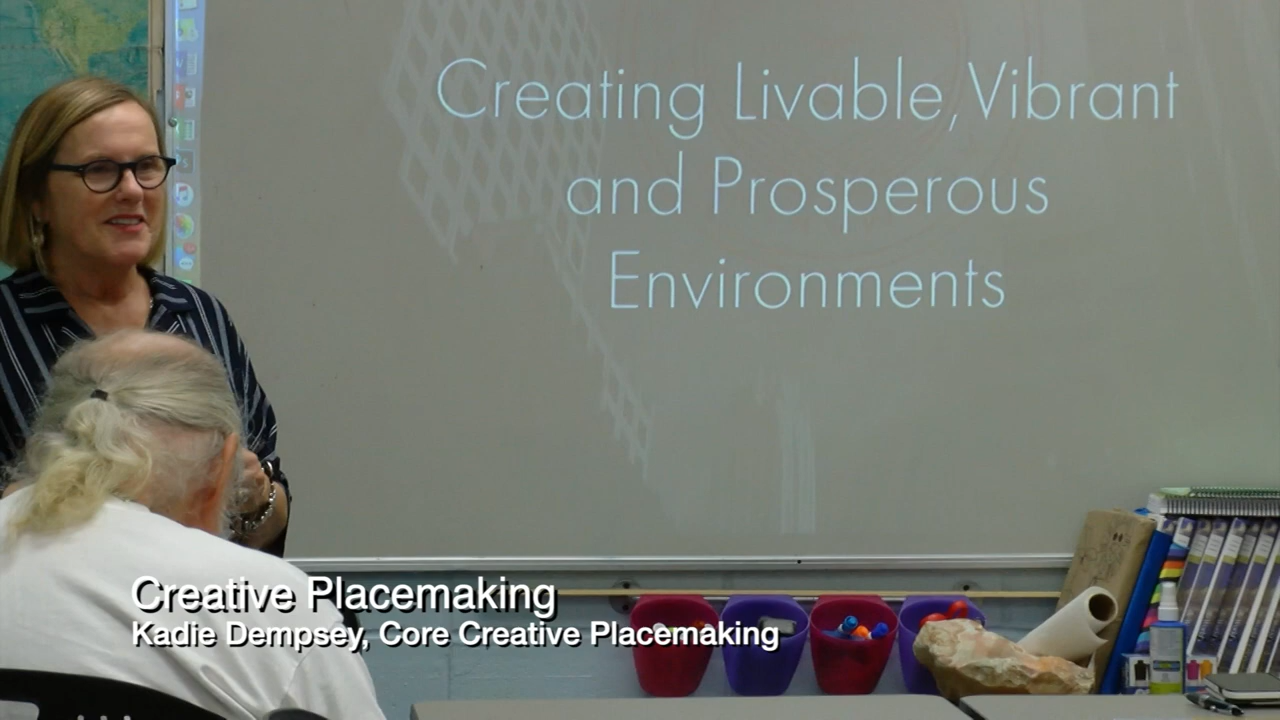 Creating Livable, Vibrant
and Prosperous
Environments
Creative Placemaking
Kadie Dempsey, Core Creative Placemaking